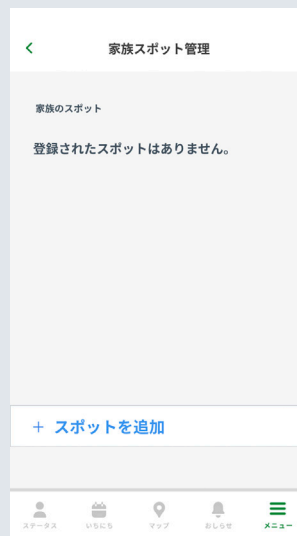 家族スポット管理
家族のスポット
登録されたスポットはありません。
+ スポットを追加
ステータス いちにち マップ おしらせ メニュー